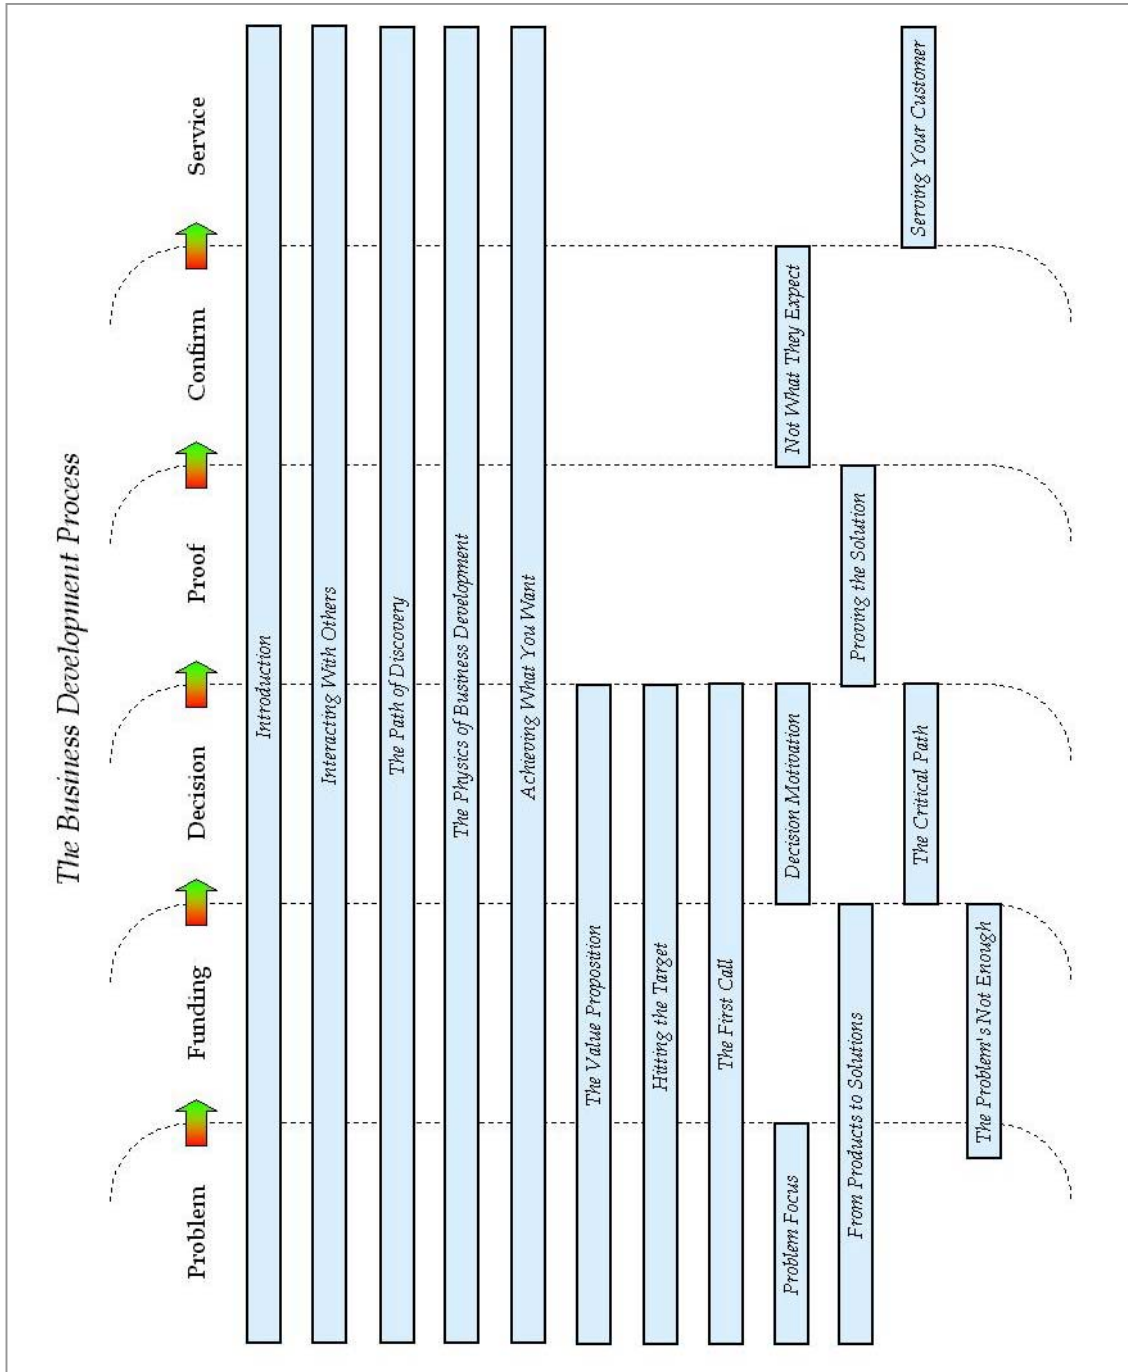 The Business Development Process
Problem
Funding
Decision
Proof
Confirm
Service
Introduction
Interacting With Others
The Path of Discovery
The Physics of Business Development
Achieving What You Want
The Value Proposition
Hitting the Target
The First Call
Problem Focus
Decision Motivation
Not What They Expect
From Products to Solutions
Proving the Solution
The Critical Path
Serving Your Customer
The Problem's Not Enough